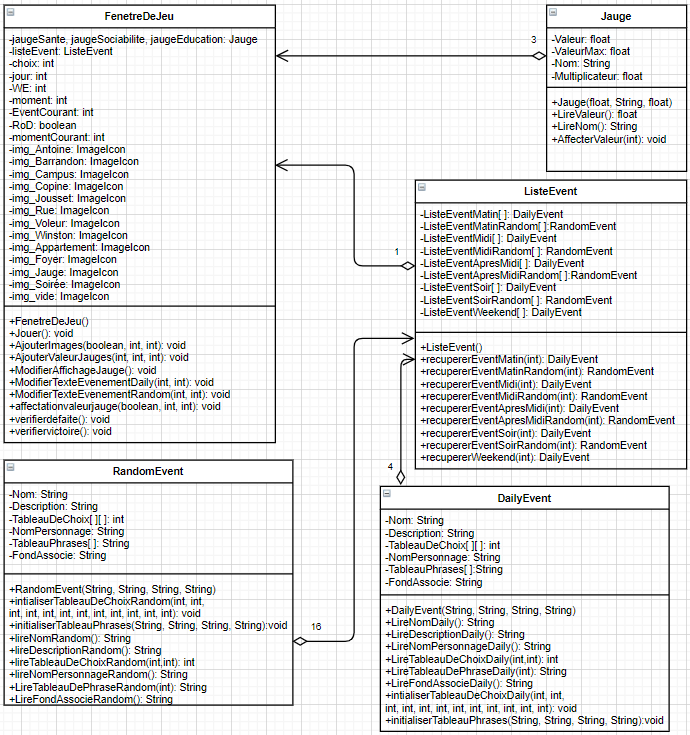 FenetreDeJeu
-jaugeSante, jaugeSociabilite, jaugeEducation: Jauge
-listeEvent: ListeEvent
-choix: int
-jour: int
-WE: int
-moment: int
-EventCourant: int
-RoD: boolean
-momentCourant: int
-img_Antoine: ImageIcon
-img_Barrandon: ImageIcon
-img_Campus: ImageIcon
-img_Copine: ImageIcon
-img_Jousset: ImageIcon
-img_Rue: ImageIcon
-img_Voleur: ImageIcon
-img_Winston: ImageIcon
-img_Appartement: ImageIcon
-img_Foyer: ImageIcon
-img_Jauge: ImageIcon
-img_Soirée: ImageIcon
-img_vide: ImageIcon
+FenetreDeJeu()
+Jouer(): void
+AjouterImages(boolean, int, int): void
+AjouterValeurJauges(int, int, int): void
+ModifierAffichageJauge(): void
+ModifierTexteEvenementDaily(int, int): void
+ModifierTexteEvenementRandom(int, int): void
+affectationvaleurjauge(boolean, int, int): void
+verifierdefaite(): void
+verifiervictoire(): void
3
Jauge
-Valeur: float
-ValeurMax: float
-Nom: String
-Multiplicateur: float
+Jauge(float, String, float)
+LireValeur(): float
+LireNom(): String
+AffecterValeur(int): void
1
ListeEvent
-ListeEventMatin[ ]: DailyEvent
-ListeEventMatinRandom[ ]:RandomEvent
-ListeEventMidi[ ]: DailyEvent
-ListeEventMidiRandom[ ]: RandomEvent
-ListeEventApresMidi[ ]: DailyEvent
-ListeEventApresMidiRandom[ ]:RandomEvent
-ListeEventSoir[ ]: DailyEvent
-ListeEventSoirRandom[ ]: RandomEvent
-ListeEventWeekend[ ]: DailyEvent
+ListeEvent()
+recupererEventMatin(int): DailyEvent
+recupererEventMatinRandom(int): RandomEvent
+recupererEventMidi(int): DailyEvent
+recupererEventMidiRandom(int): RandomEvent
+recupererEventApresMidi(int): DailyEvent
+recupererEventApresMidiRandom(int): RandomEvent
+recupererEventSoir(int): DailyEvent
+recupererEventSoirRandom(int): RandomEvent
+recupererWeekend(int): DailyEvent
RandomEvent
-Nom: String
-Description: String
-TableauDeChoix[ ][ ]: int
-NomPersonnage: String
-TableauPhrases[ ]: String
-FondAssocie: String
+RandomEvent(String, String, String, String)
+intialiserTableauDeChoixRandom(int, int,
int, int, int, int, int, int, int, int, int, int): void
+initialiserTableauPhrases(String, String, String, String):void
+lireNomRandom(): String
+lireDescriptionRandom(): String
+lireTableauDeChoixRandom(int,int): int
+lireNomPersonnageRandom(): String
+LireTableauDePhraseRandom(int): String
+LireFondAssocieRandom(): String
16
4
DailyEvent
-Nom: String
-Description: String
-TableauDeChoix[ ][ ]: int
-NomPersonnage: String
-TableauPhrases[ ]:String
-FondAssocie: String
+DailyEvent(String, String, String, String)
+LireNomDaily(): String
+LireDescriptionDaily(): String
+LireNomPersonnageDaily(): String
+LireTableauDeChoixDaily(int,int): int
+LireTableauDePhraseDaily(int): String
+LireFondAssocieDaily(): String
+intialiserTableauDeChoixDaily(int, int,
int, int, int, int, int, int, int, int, int, int): void
+initialiserTableauPhrases(String, String, String, String):void